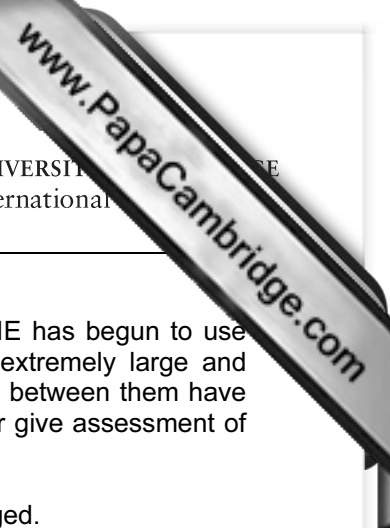 www.PapaCambridge.com
IVERSIT E
ernational
IE has begun to use
extremely large and
between them have
r give assessment of
ged.